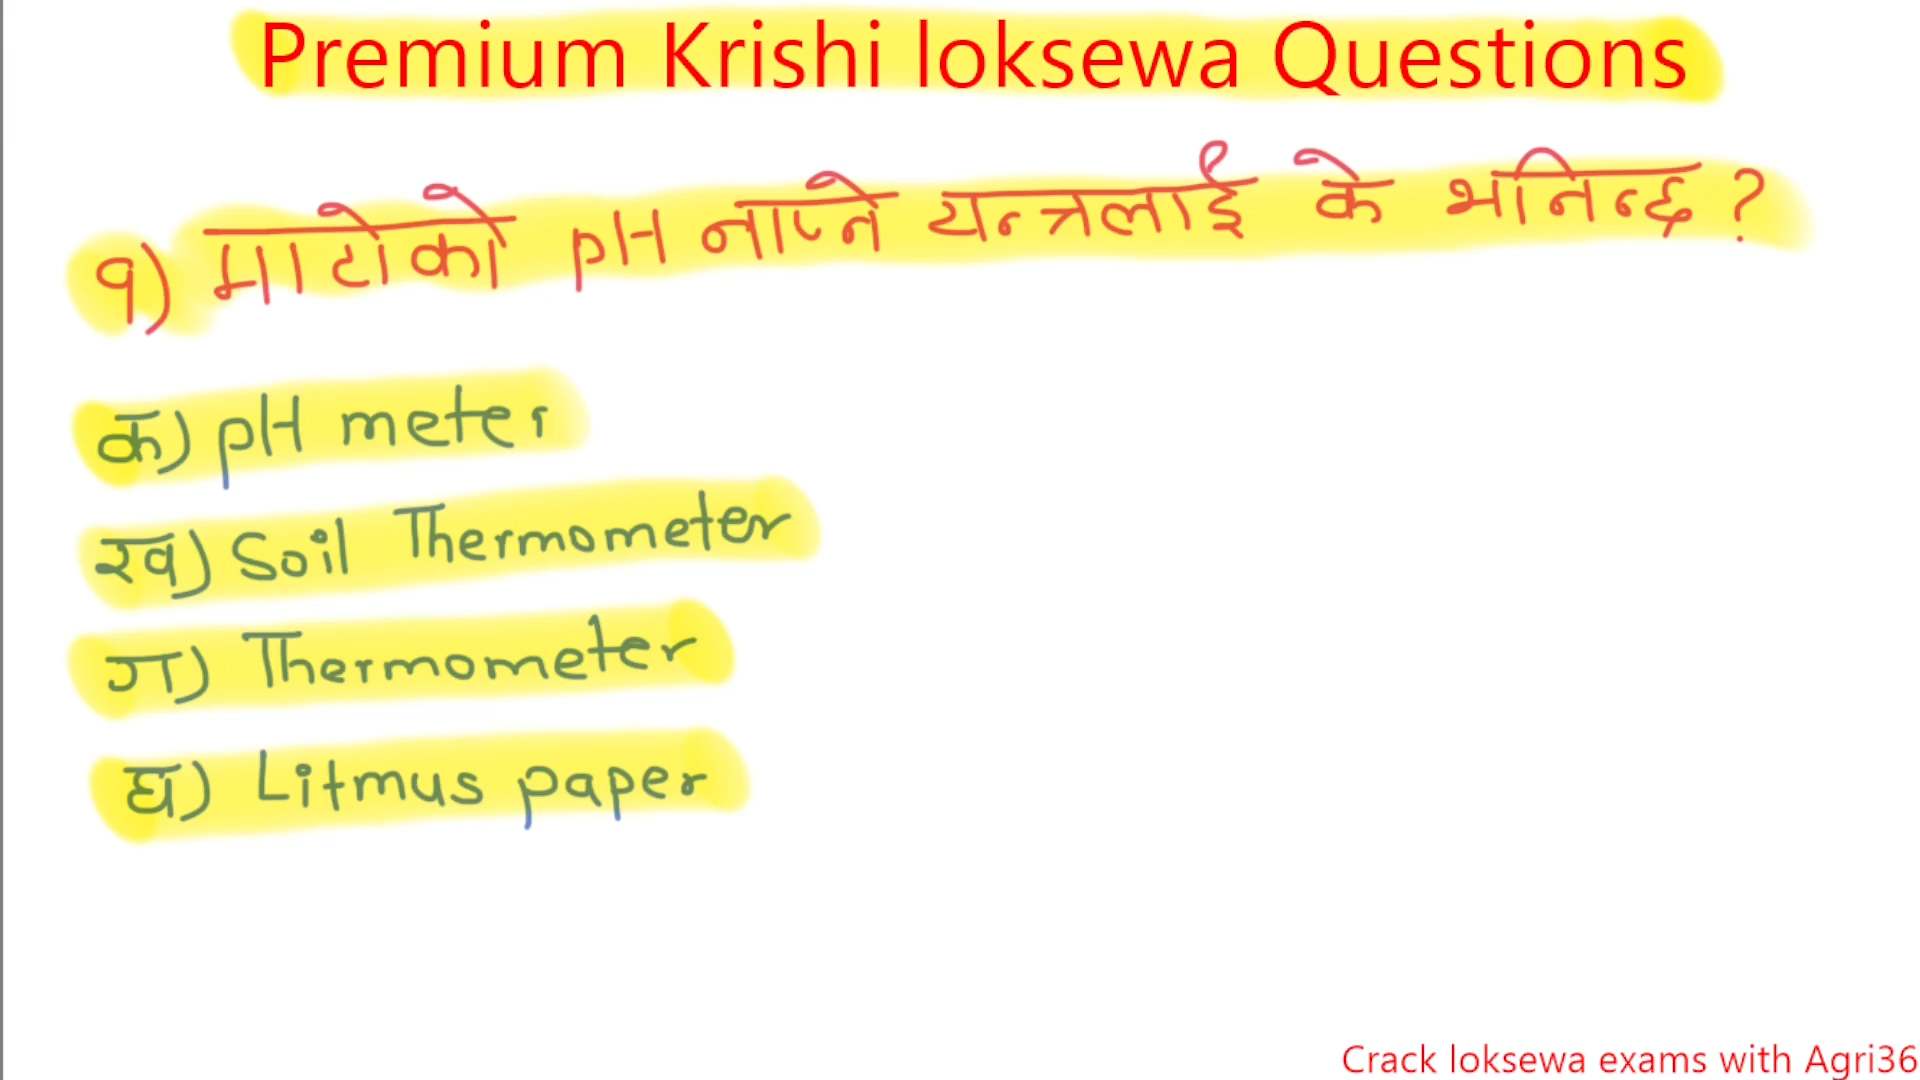 Premium Krishi loksewa Questions
१) माटोको pH नाप्ने यन्त्रलाई के भनिन्छ ?
क) pH meter
ख) Soil Thermometer
ग) Thermometer
घ) Litmus paper
Crack loksewa exams with Agri36